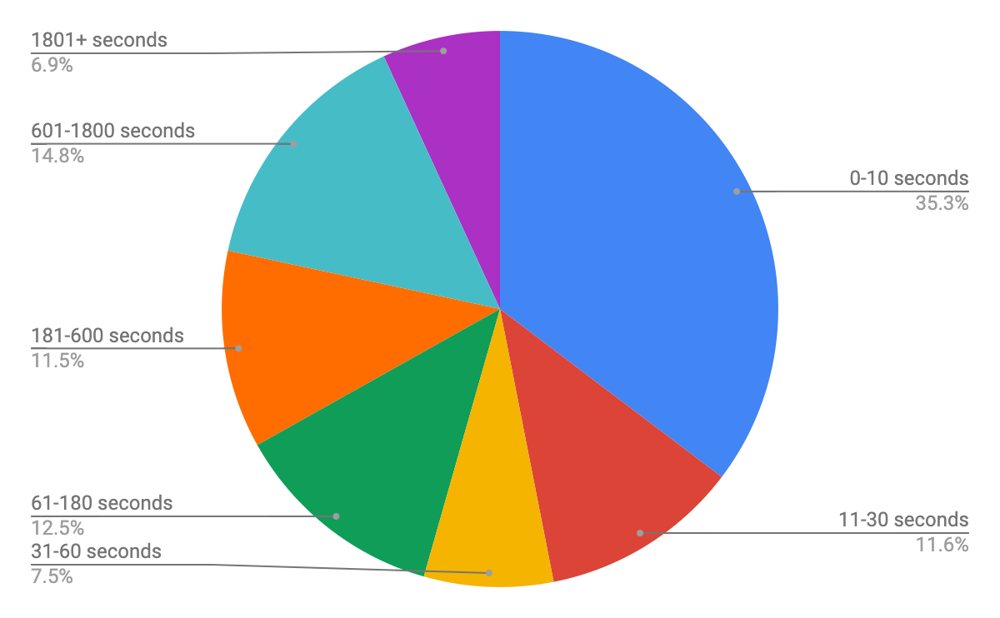 1801+ seconds
6.9%
601-1800 seconds
14.8%
0-10 seconds
35.3%
181-600 seconds
11.5%
61-180 seconds
12.5%
11-30 seconds
11.6%
31-60 seconds
7.5%